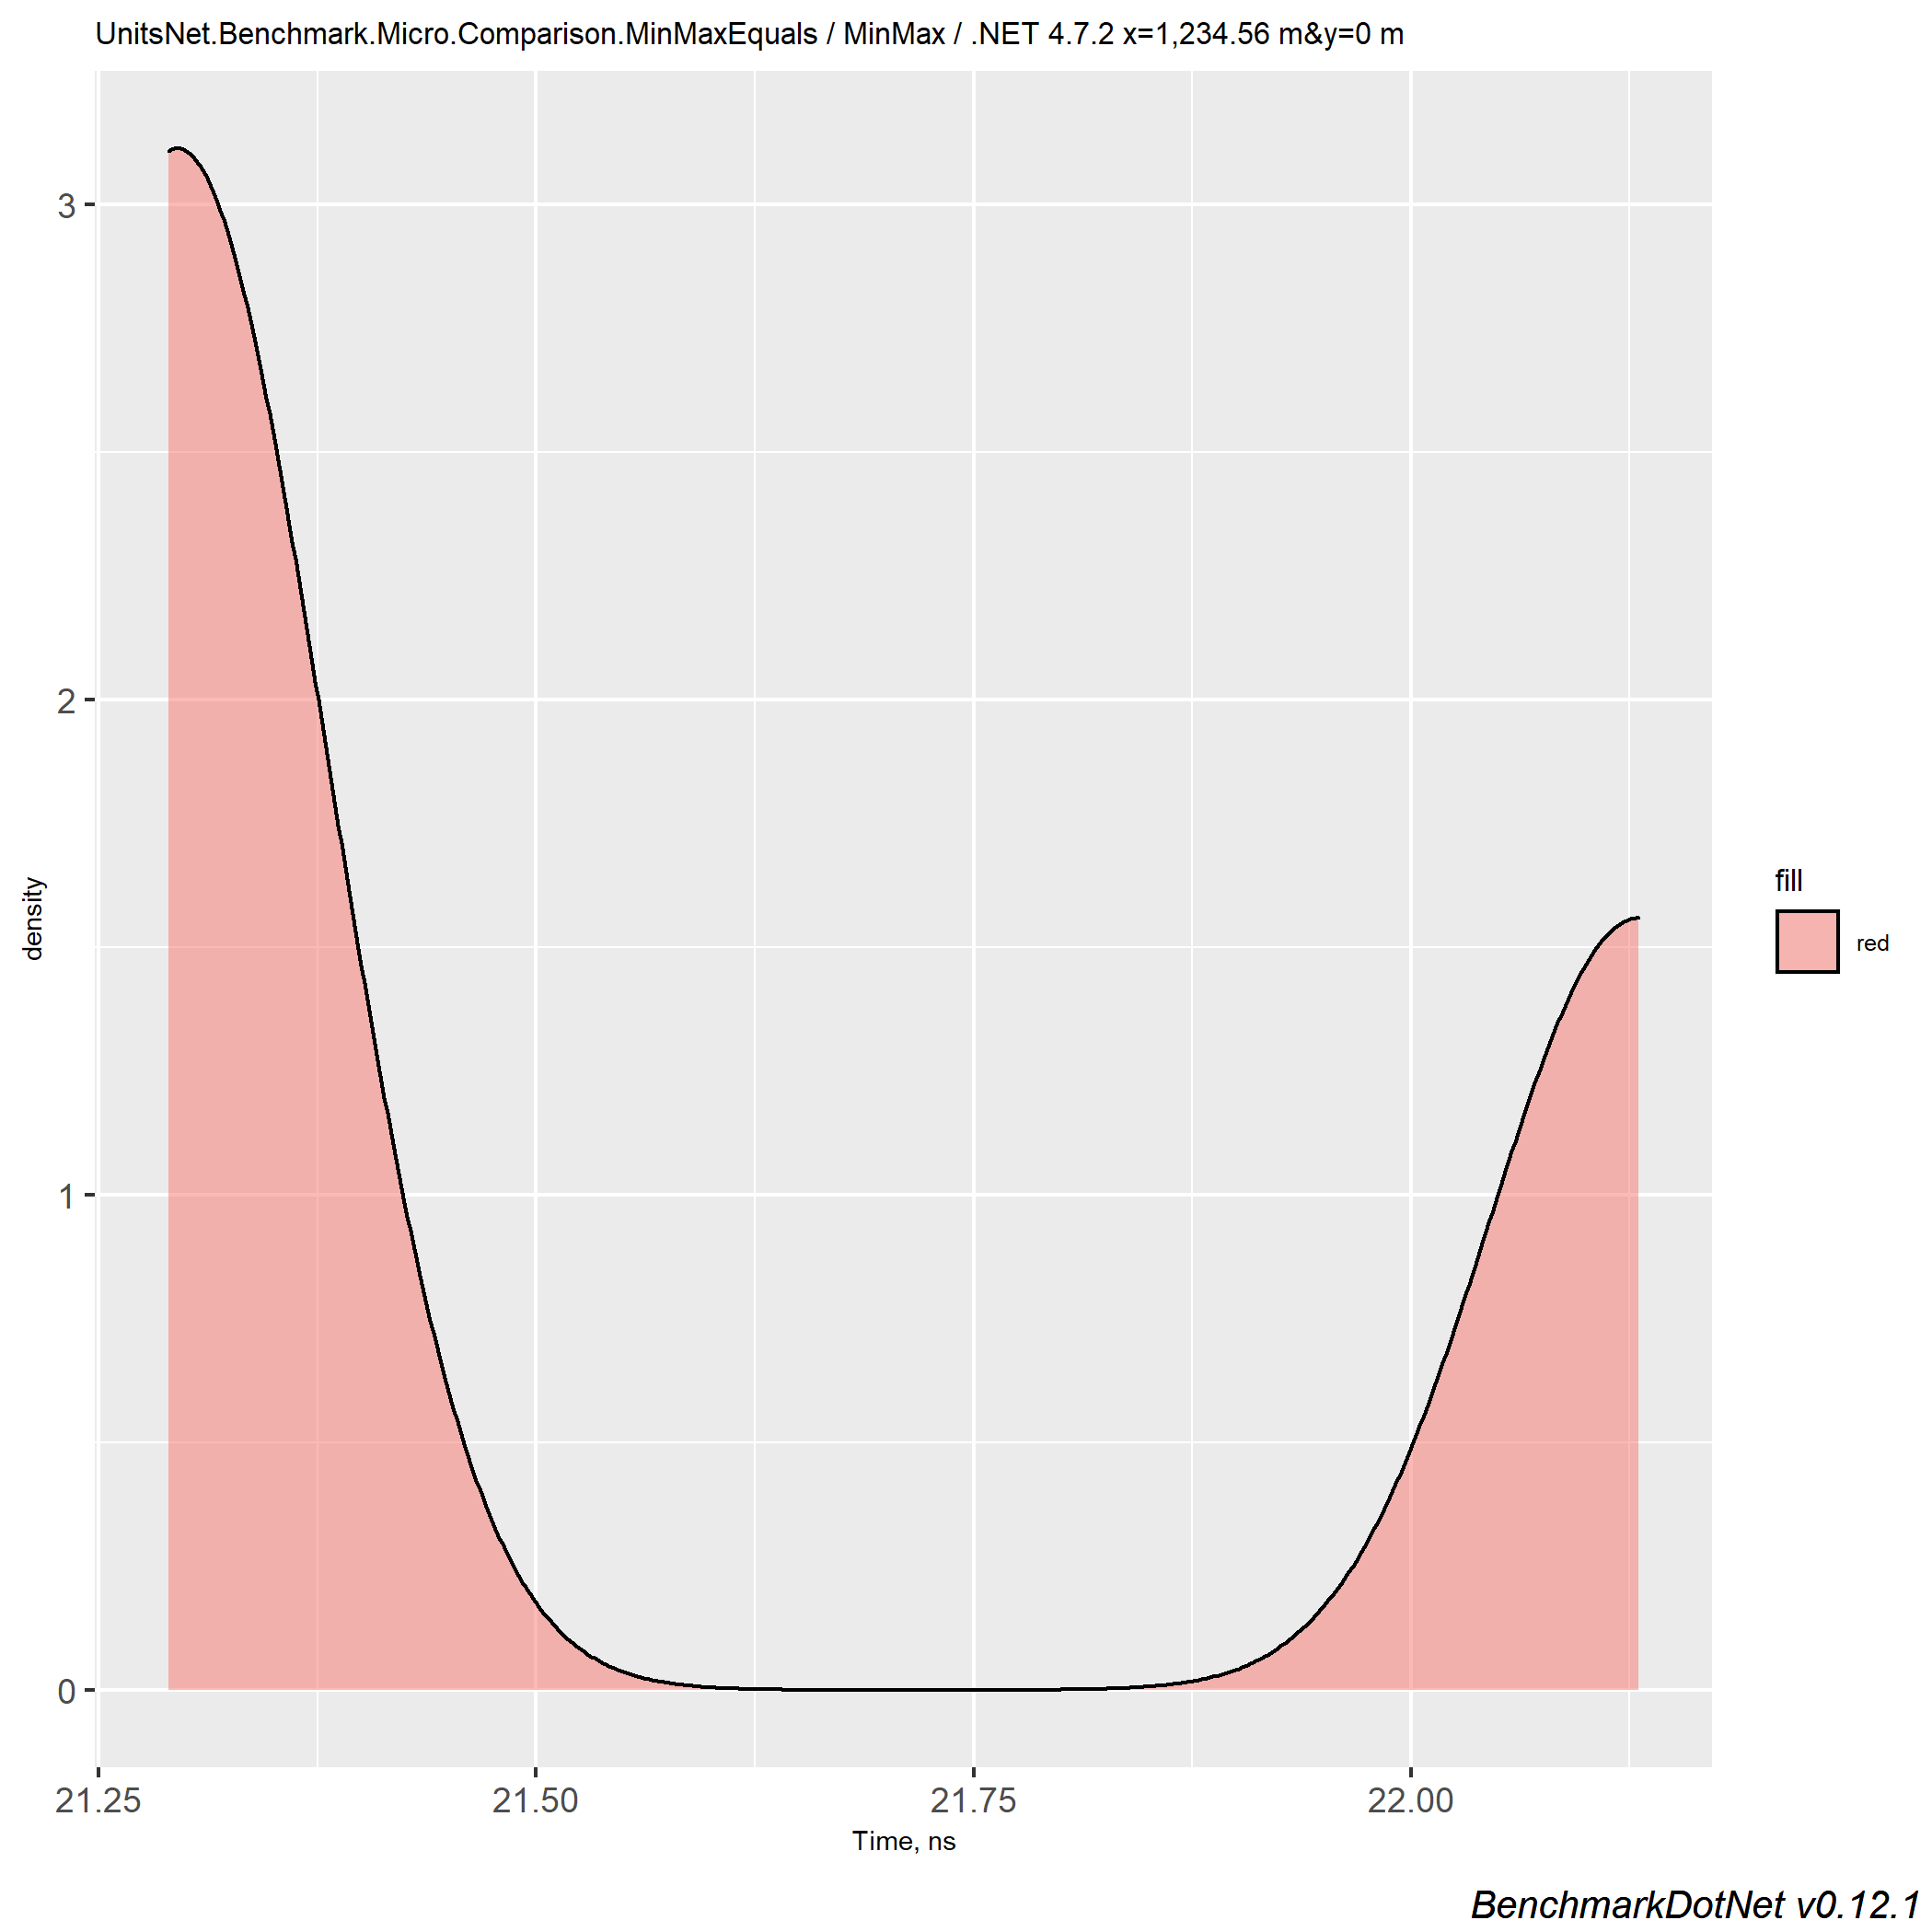 UnitsNet.Benchmark.Micro.Comparison.MinMaxEquals / MinMax / .NET 4.7.2 x=1,234.56 m&y=0 m
3
2
1
0
density
21.25 21.50 21.75 22.00
Time, ns
fill
red
BenchmarkDotNet v0.12.1